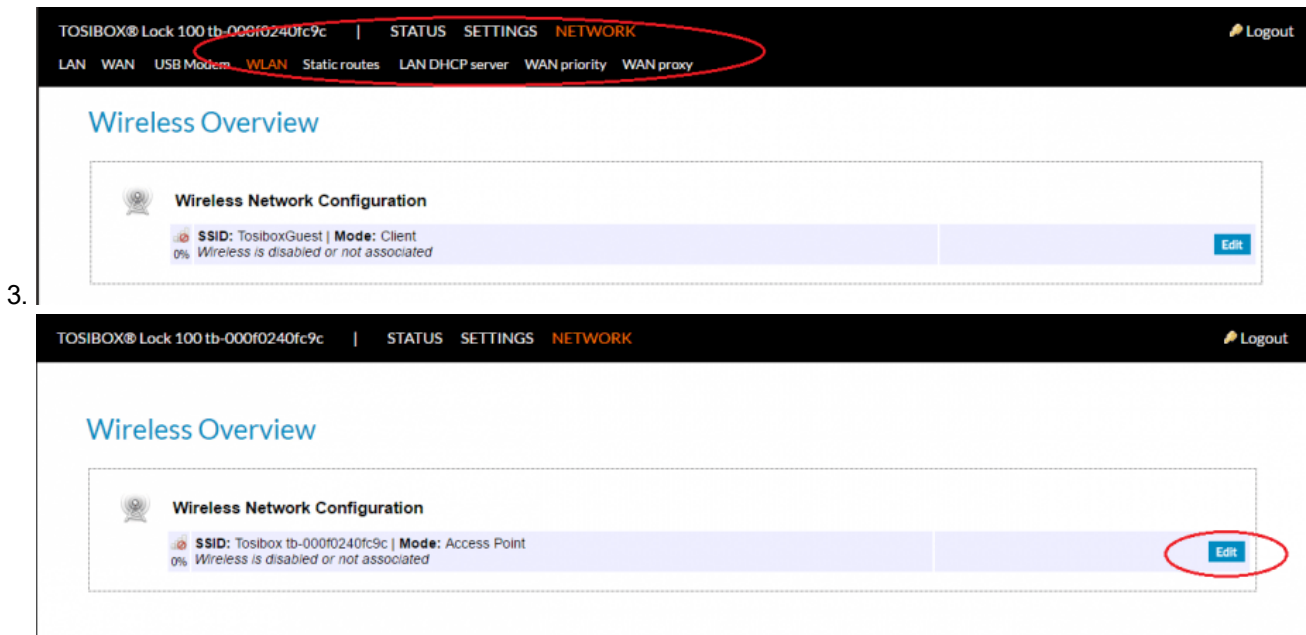 TOSIBOX® Lock 100 tb-000f0240fc9c | STATUS SETTINGS NETWORK Logout
LAN WAN USB Modem WLAN Static routes LAN DHCP server WAN priority WAN proxy
Wireless Overview
Wireless Network Configuration
SSID: TosiboxGuest | Mode: Client
0% Wireless is disabled or not associated
Edit
3.
TOSIBOX® Lock 100 tb-000f0240fc9c | STATUS SETTINGS NETWORK Logout
Wireless Overview
Wireless Network Configuration
SSID: Tosibox tb-000f0240fc9c | Mode: Access Point
0% Wireless is disabled or not associated
Edit